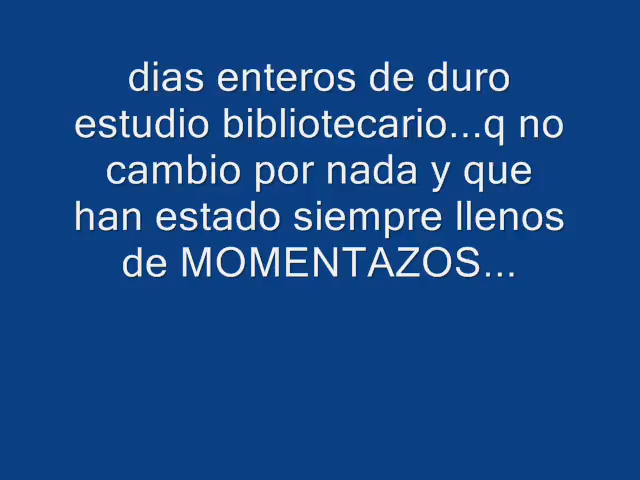 dias enteros de duro
estudio bibliotecario...q no
cambio por nada y que
han estado siempre llenos
de MOMENTAZOS...